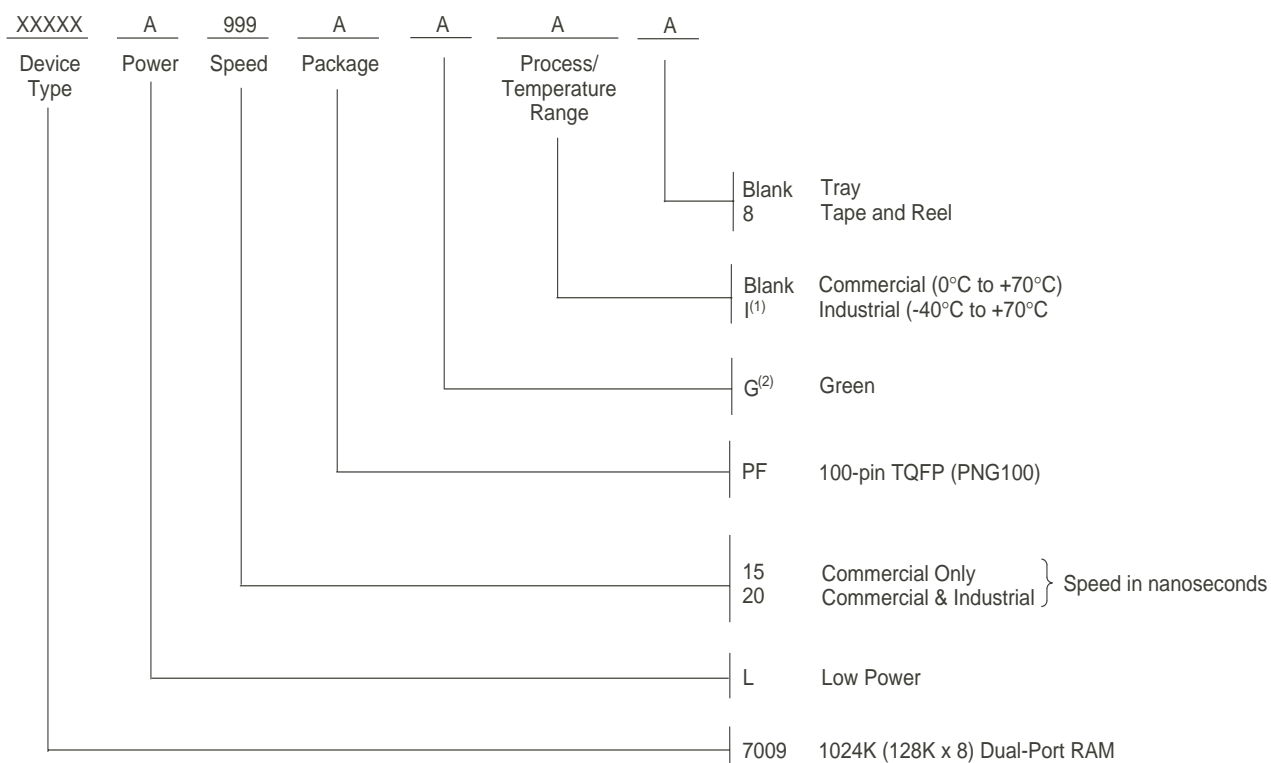 XXXXX A 999 A A A A
Device Type
Power
Speed
Package
Process/
Temperature
Range
Blank Tray
8 Tape and Reel
Blank Commercial (0°C to +70°C)
I(1) Industrial (-40°C to +70°C
G(2) Green
PF 100-pin TQFP (PNG100)
15 Commercial Only
20 Commercial & Industrial
Speed in nanoseconds
L Low Power
7009 1024K (128K x 8) Dual-Port RAM